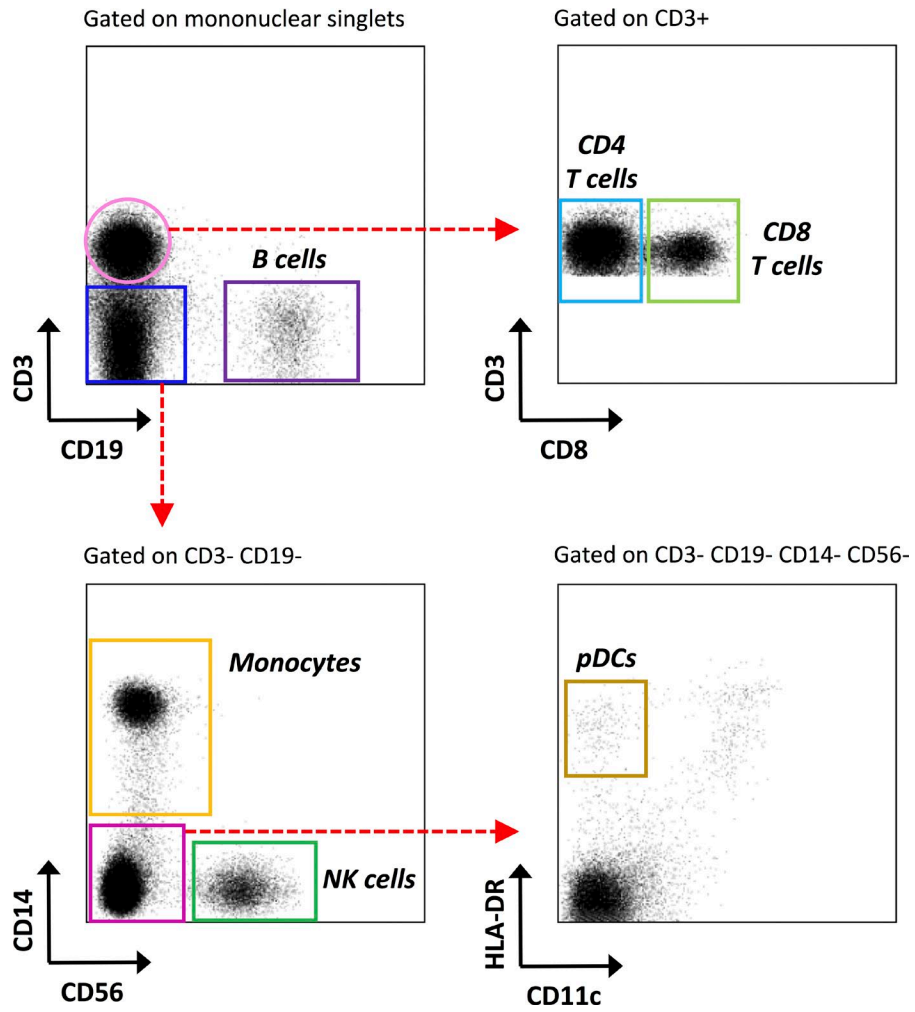 Gated on mononuclear singlets
Gated on CD3+
CD4
T cells
CD8
T cells
B cells
CD3
CD19
CD3
CD8
Gated on CD3- CD19-
Gated on CD3- CD19- CD14- CD56-
Monocytes
pDCs
NK cells
CD14
CD56
HLA-DR
CD11c